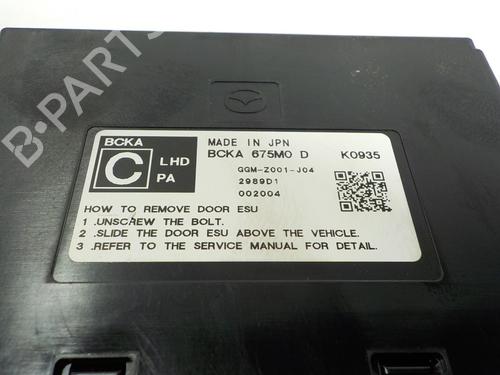 B-PARTS
BCKA
C
LHD
PA
MADE IN JPN
BCKA 675M0 D K0935
GGM-Z001-J04
2989D1
002004
HOW TO REMOVE DOOR ESU
1 .UNSCREW THE BOLT.
2 .SLIDE THE DOOR ESU ABOVE THE VEHICLE.
3 .REFER TO THE SERVICE MANUAL FOR DETAIL.